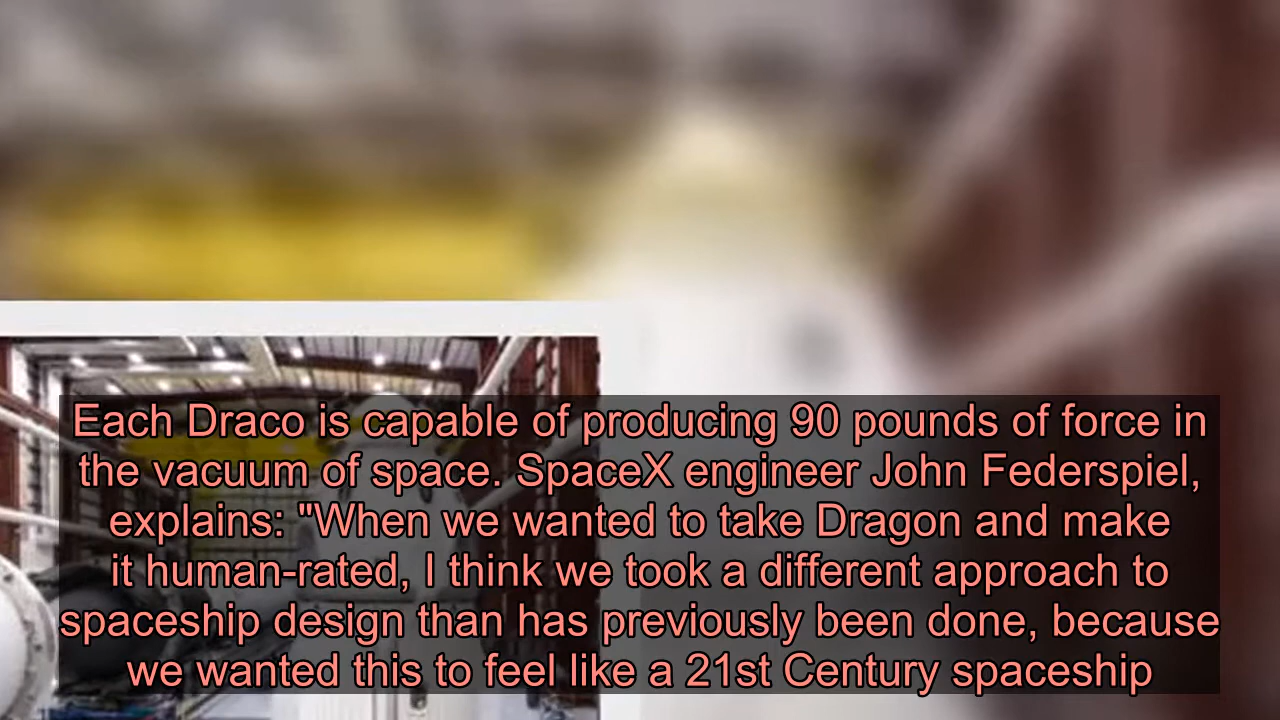 Each Draco is capable of producing 90 pounds of force in
the vacuum of space. SpaceX engineer John Federspiel,
explains: "When we wanted to take Dragon and make
it human-rated, I think we took a different approach to
spaceship design than has previously been done, because
we wanted this to feel like a 21st Century spaceship